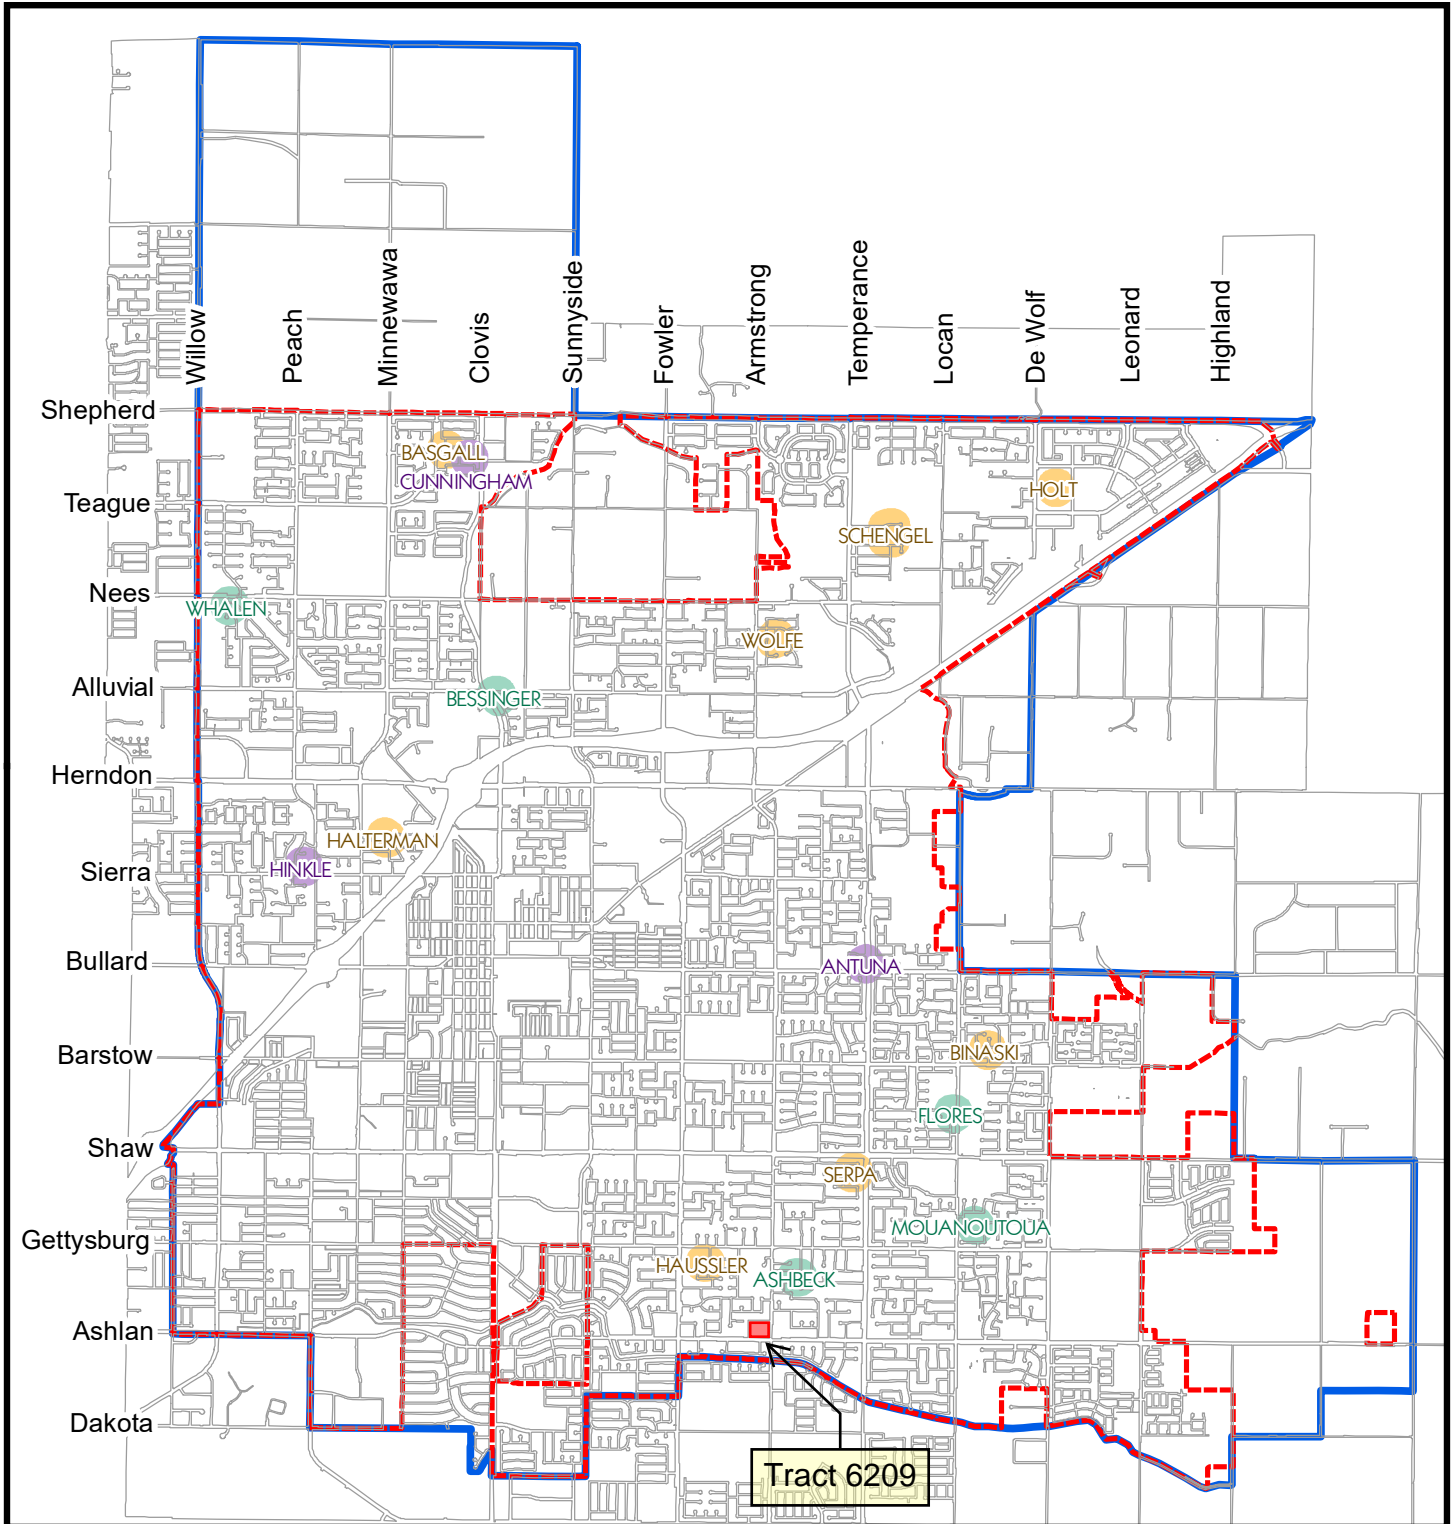 Willow
Peach
Minnewawa
Clovis
Sunnyside
Fowler
Armstrong
Temperance
Locan
De Wolf
Leonard
Highland
Shepherd
BASGALL
CUNNINGHAM
HOLT
Teague
SCHENGEL
Nees
WHALEN
WOLFE
Alluvial
BESSINGER
Herndon
HALTERMAN
Sierra
HINKLE
Bullard
ANTUNA
Barstow
BINASKI
FLORES
Shaw
SERPA
MOUANOUTOUA
Gettysburg
HAUSSLER
ASHBECK
Ashlan
Dakota
Tract 6209